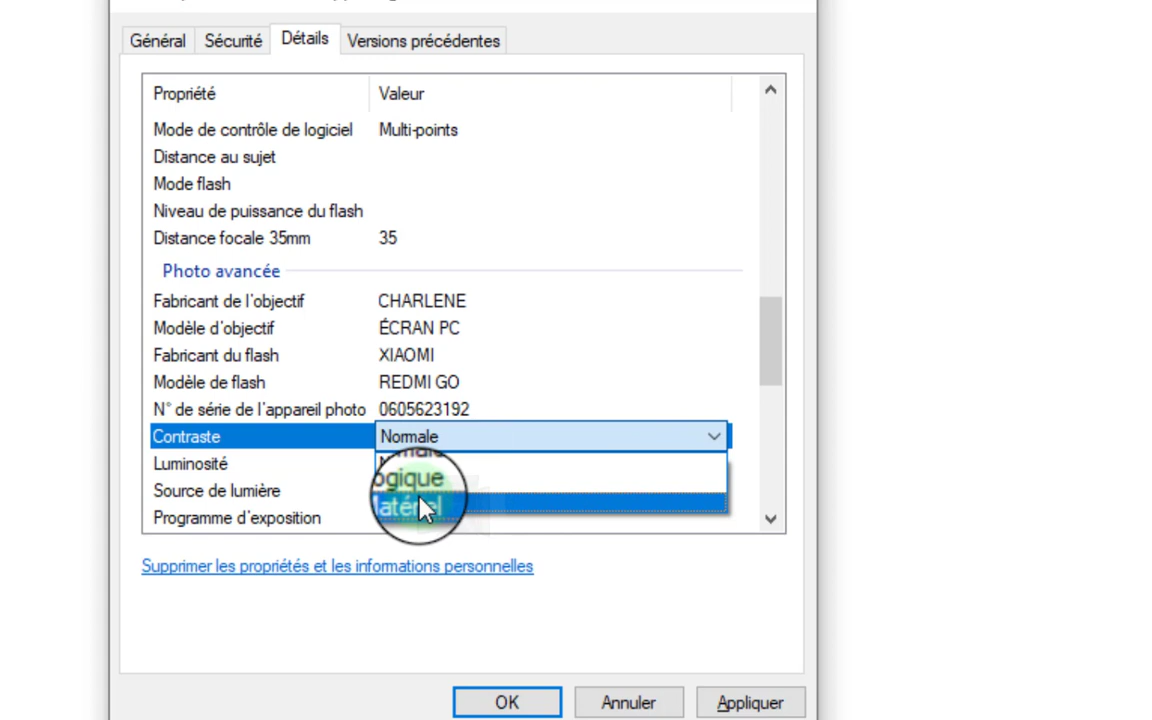 Général Sécurité Détails Versions précédentes
Propriété Valeur
Mode de contrôle de logiciel Multi-points
Distance au sujet
Mode flash
Niveau de puissance du flash
Distance focale 35mm 35
Photo avancée
Fabricant de l'objectif CHARLENE
Modèle d'objectif ÉCRAN PC
Fabricant du flash XIAOMI
Modèle de flash REDMI GO
N° de série de l'appareil photo 0605623192
Contraste Normale
Luminosité
ogique
Source de lumière
atériel
Programme d'exposition
Supprimer les propriétés et les informations personnelles
OK Annuler Appliquer